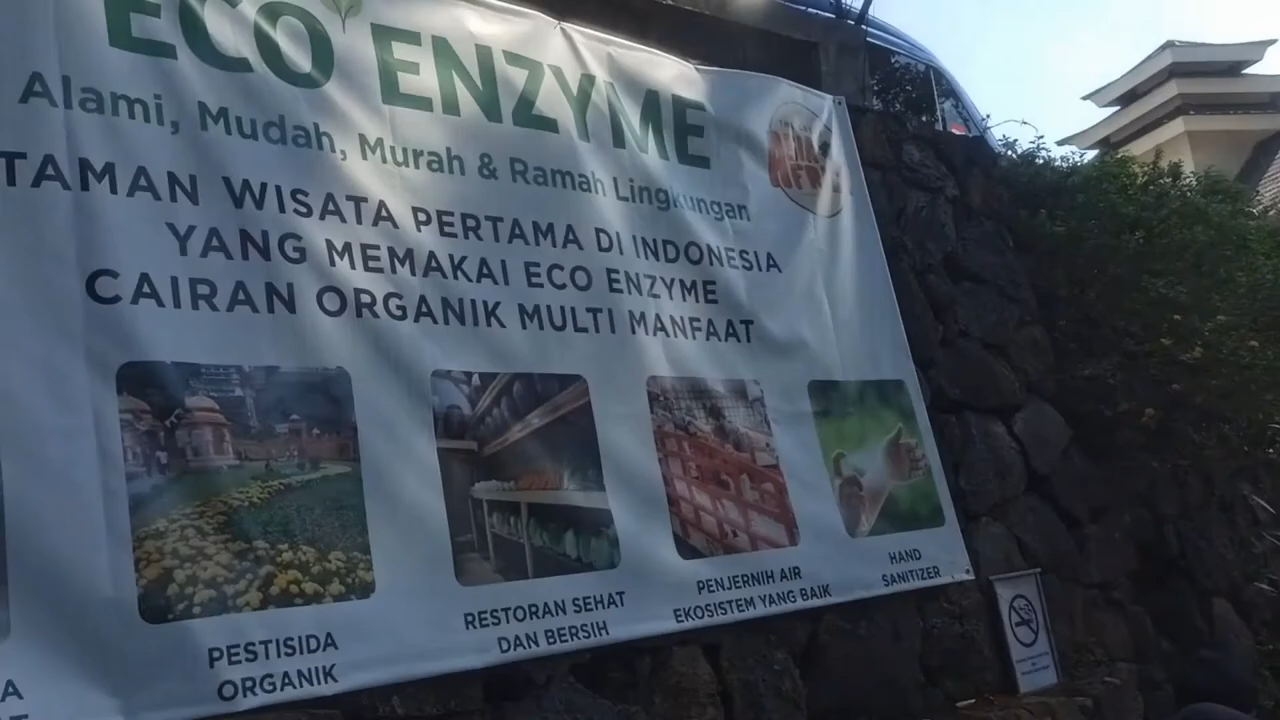 ECO ENZYME
Alami, Mudah, Murah & Ramah Lingkungan
TAMAN WISATA PERTAMA DI INDONESIA
YANG MEMAKAI ECO ENZYME
CAIRAN ORGANIK MULTI MANFAAT
PESTISIDA
ORGANIK
RESTORAN SEHAT
DAN BERSIH
PENJERNIH AIR
EKOSISTEM YANG BAIK
HAND
SANITIZER